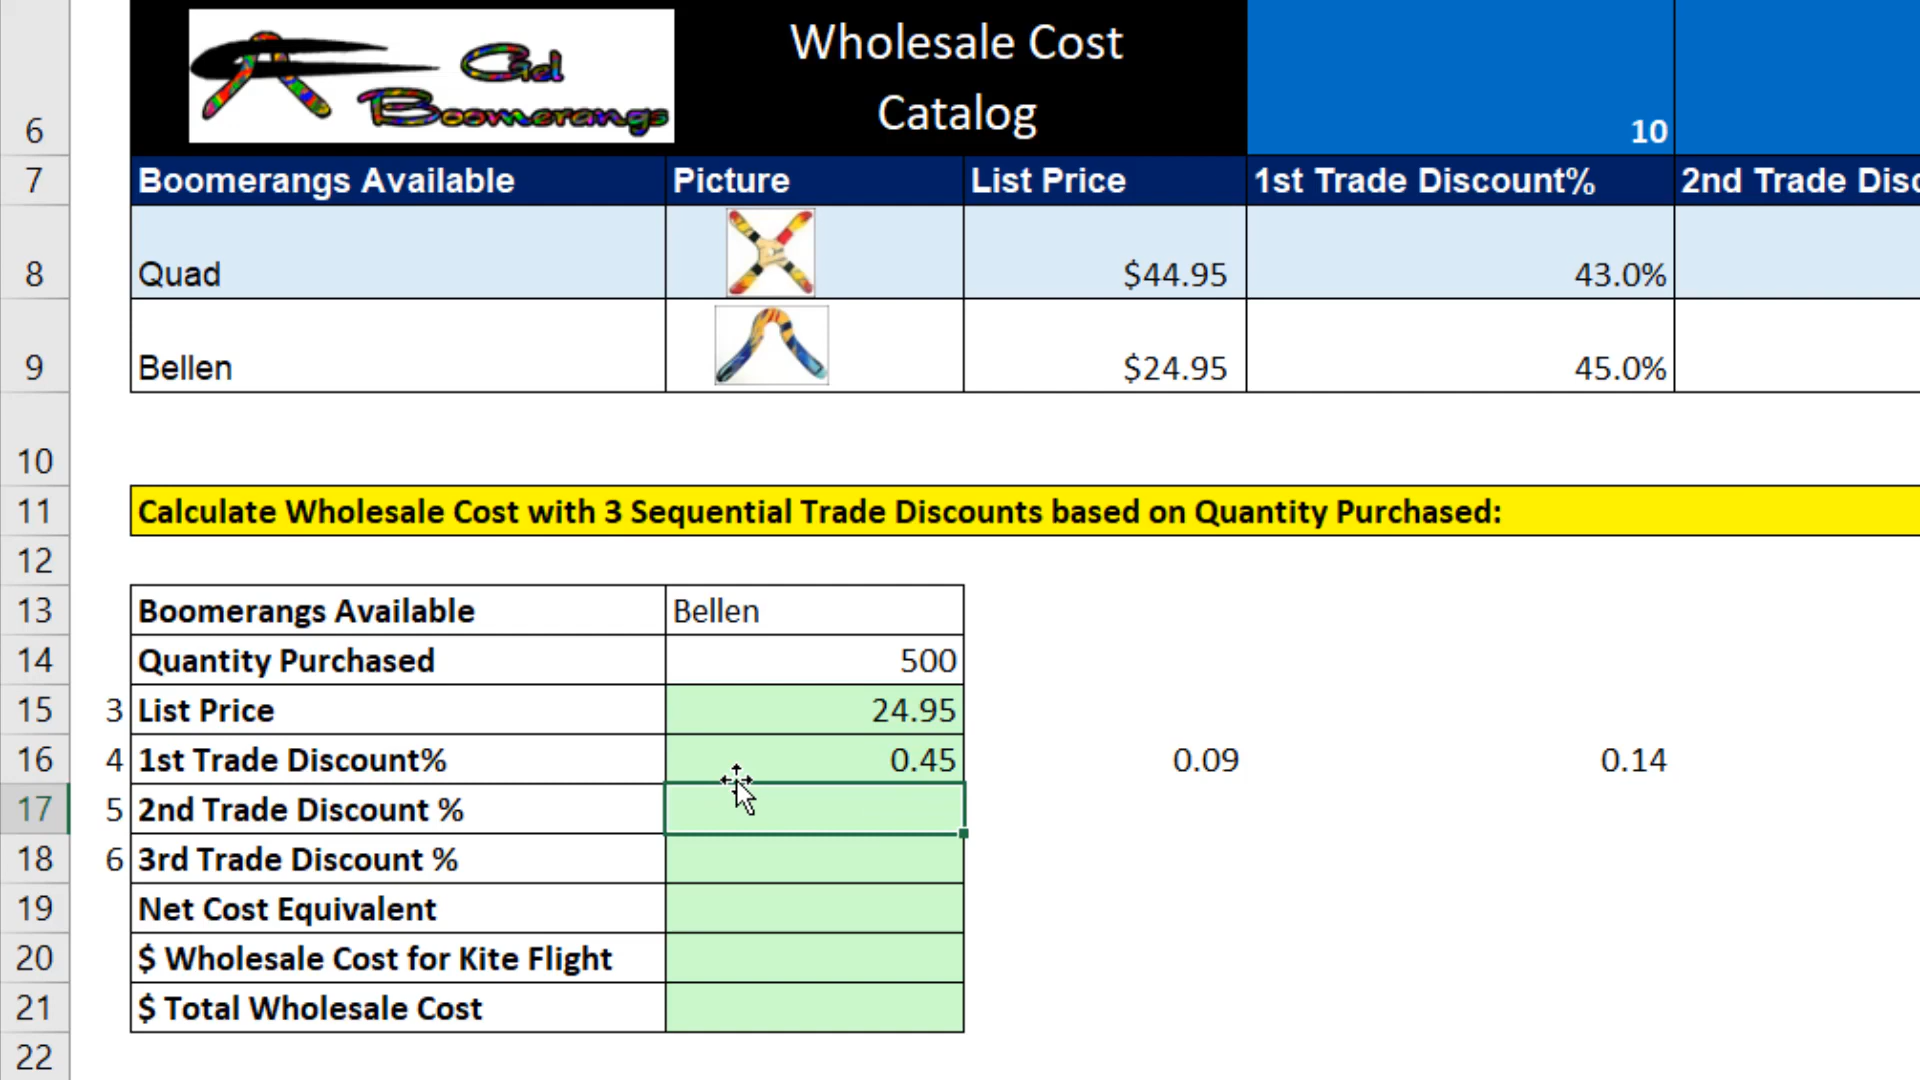 Gel
Boomerangs
Wholesale Cost
Catalog
6 10
7 Boomerangs Available Picture List Price 1st Trade Discount% 2nd Trade Disc
8 Quad $44.95 43.0%
9 Bellen $24.95 45.0%
10
11 Calculate Wholesale Cost with 3 Sequential Trade Discounts based on Quantity Purchased:
12
13 Boomerangs Available Bellen
14 Quantity Purchased 500
15 3 List Price 24.95
16 4 1st Trade Discount% 0.45 0.09 0.14
17 5 2nd Trade Discount %
18 6 3rd Trade Discount %
19 Net Cost Equivalent
20 $ Wholesale Cost for Kite Flight
21 $ Total Wholesale Cost
22